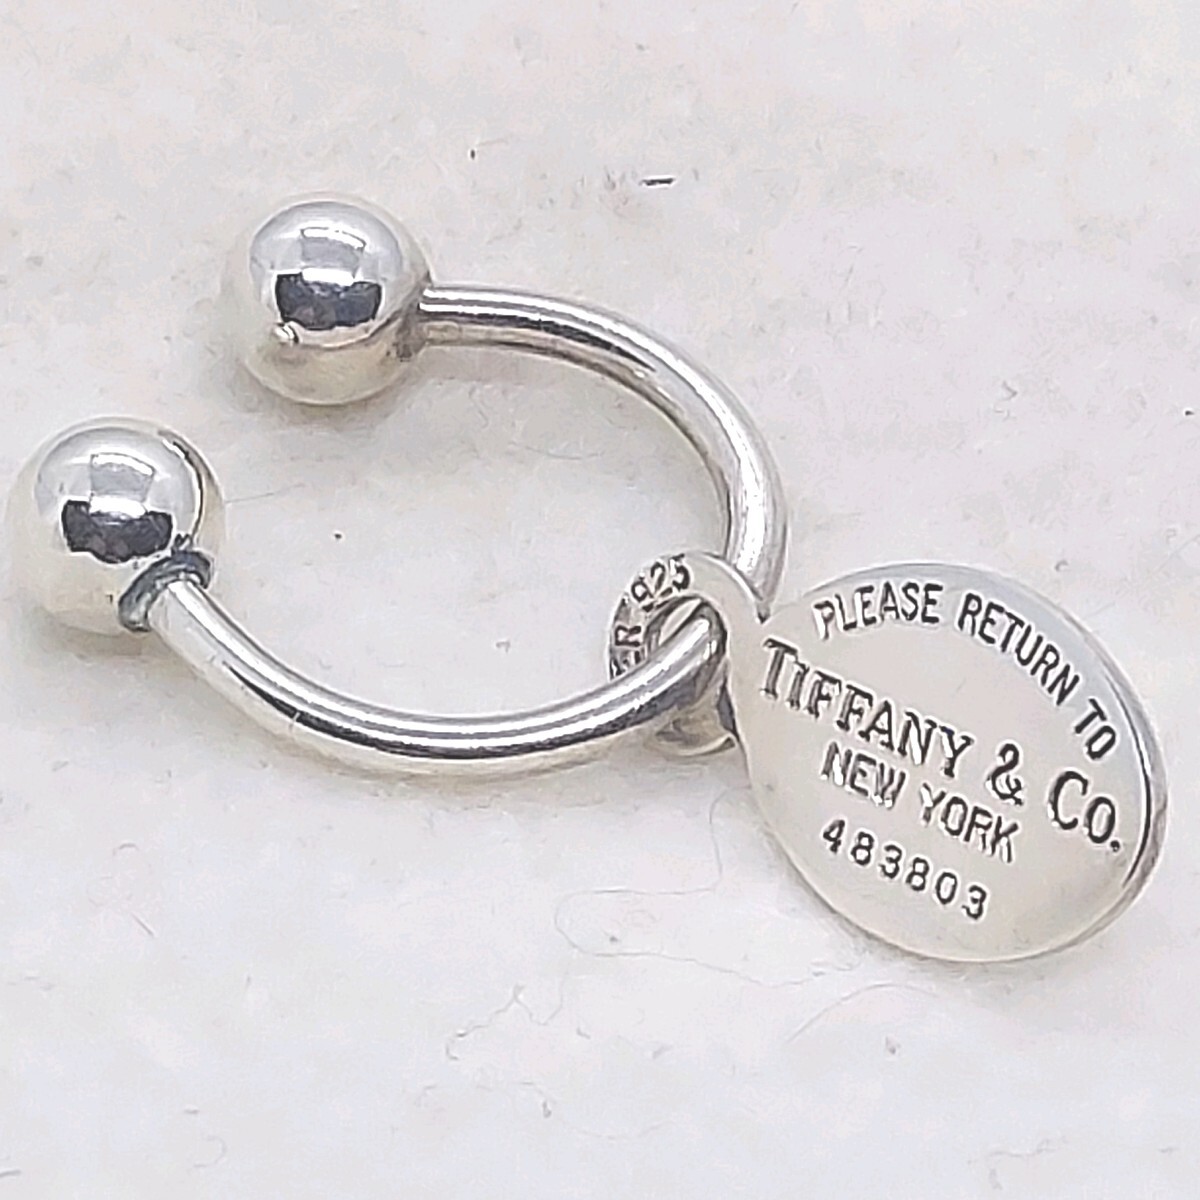 925
PLEASE RETURN TO
TIFFANY & CO.
NEW YORK
483803